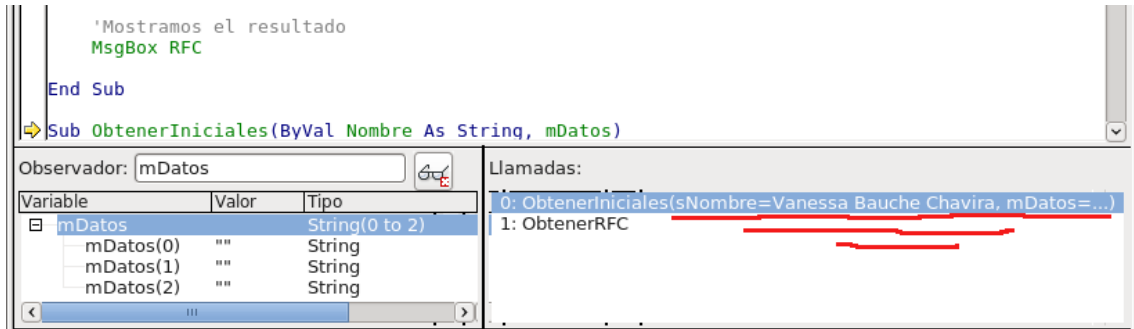 'Mostramos el resultado
MsgBox RFC
End Sub
Sub ObtenerIniciales(ByVal Nombre As String, mDatos)
Observador: mDatos
Variable Valor Tipo
mDatos String(0 to 2)
mDatos(0) "" String
mDatos(1) "" String
mDatos(2) "" String
Llamadas:
0: ObtenerIniciales(sNombre=Vanessa Bauche Chavira, mDatos=...)
1: ObtenerRFC